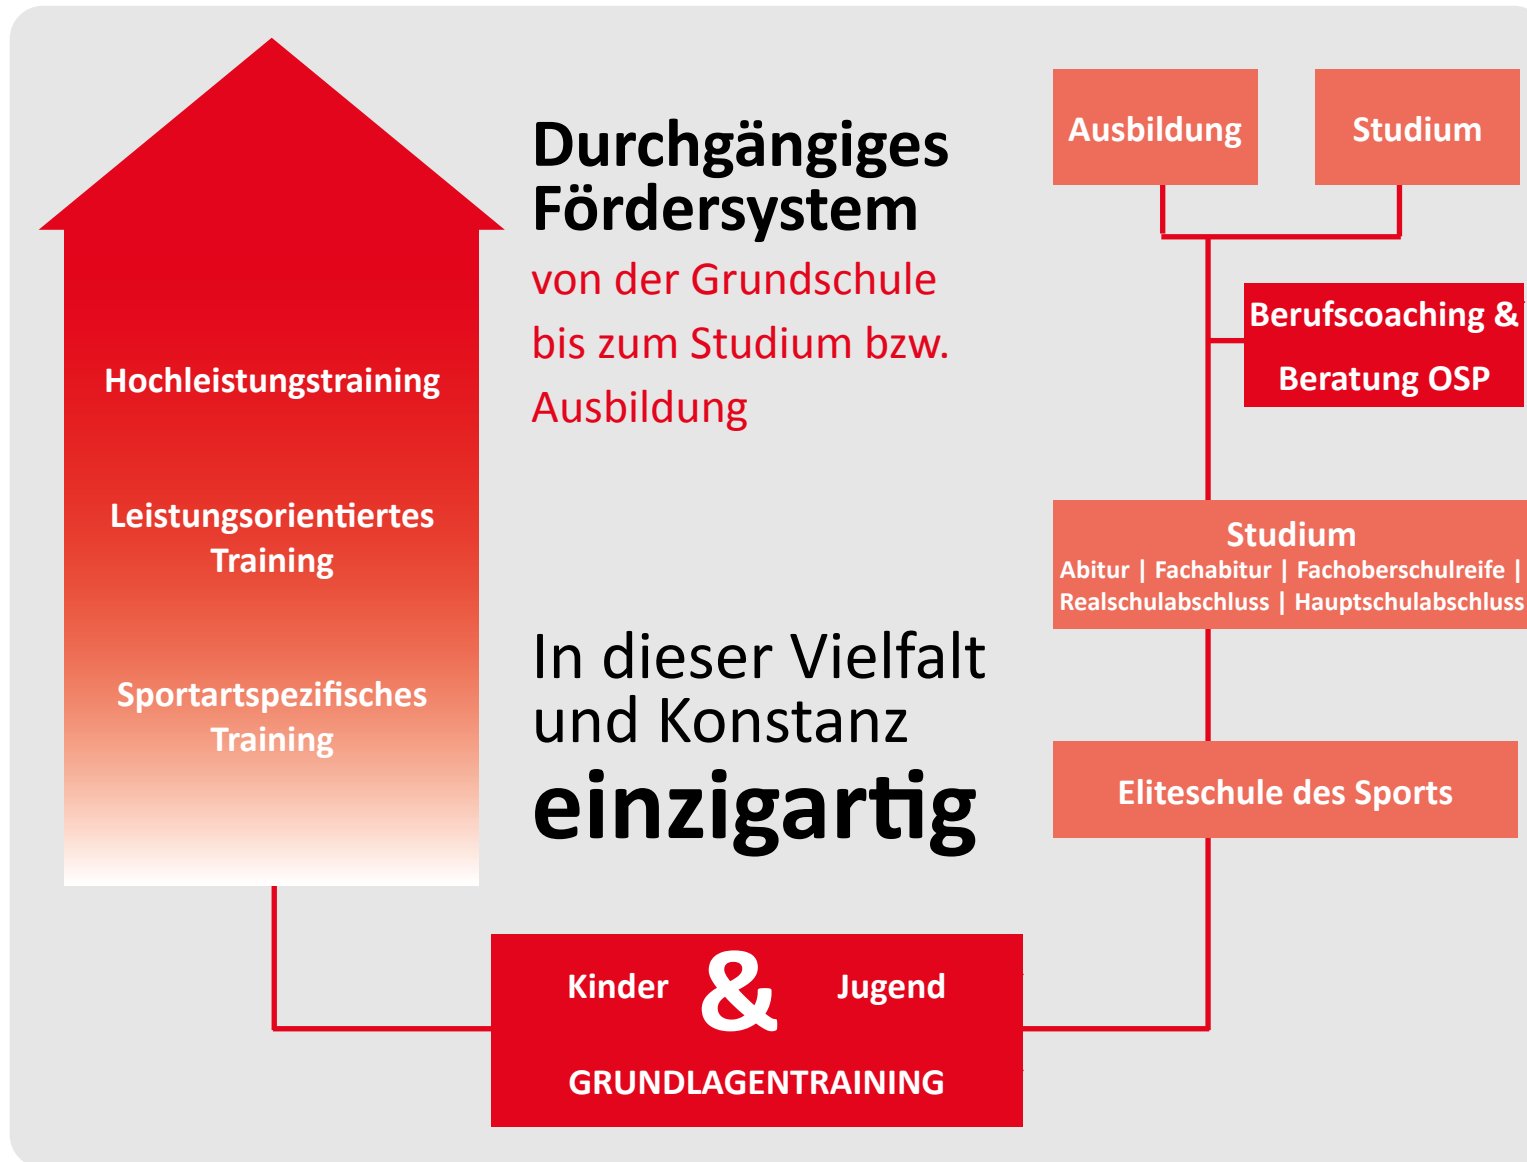 Durchgängiges
Fördersystem
von der Grundschule
bis zum Studium bzw.
Ausbildung
In dieser Vielfalt
und Konstanz
einzigartig
Hochleistungstraining
Leistungsorientiertes
Training
Sportartspezifisches
Training
Ausbildung
Studium
Berufscoaching &
Beratung OSP
Studium
Abitur | Fachabitur | Fachoberschulreife |
Realschulabschluss | Hauptschulabschluss
Eliteschule des Sports
Kinder & Jugend
GRUNDLAGENTRAINING